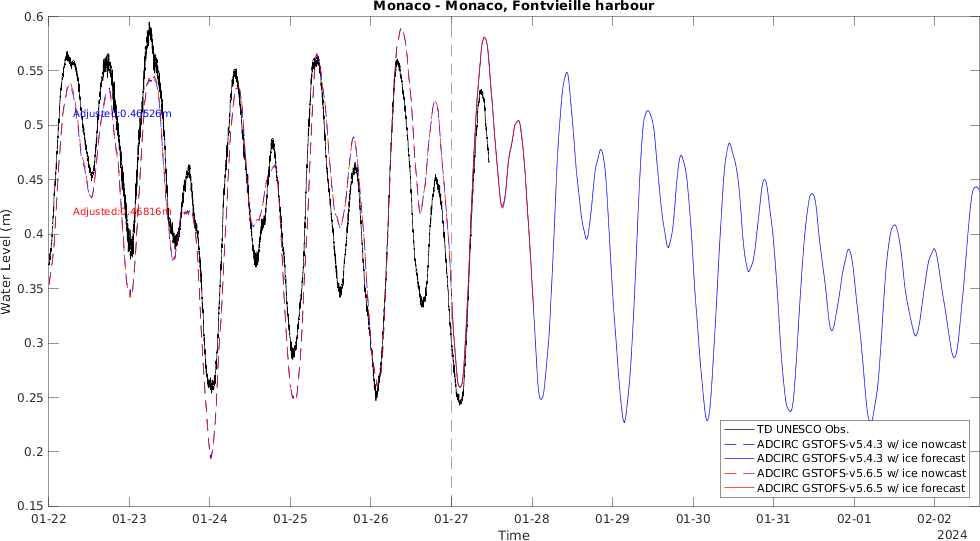 Monaco - Monaco, Fontvieille harbour
0.6
0.55
0.5
0.45
0.4
0.35
0.3
0.25
0.2
0.15
Water Level (m)
Adjusted:0.46526m
Adjusted:0.46816m
TD UNESCO Obs.
ADCIRC GSTOFS-v5.4.3 w/ ice nowcast
ADCIRC GSTOFS-v5.4.3 w/ ice forecast
ADCIRC GSTOFS-v5.6.5 w/ ice nowcast
ADCIRC GSTOFS-v5.6.5 w/ ice forecast
01-22 01-23 01-24 01-25 01-26 01-27 01-28 01-29 01-30 01-31 02-01 02-02
Time
2024